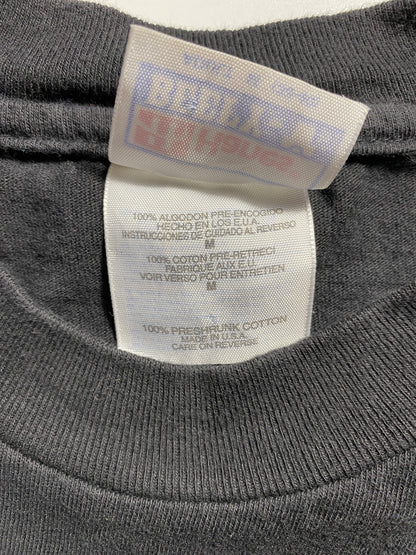 100% ALGODON PRE-ENCOGIDO
HECHO EN LOS E.U.A.
INSTRUCCIONES DE CUIDADO AL REVERSO
M
100% COTON PRE-RETRECI
FABRIQUE AUX E.U.
VOIR VERSO POUR ENTRETIEN
M
100% PRESHRUNK COTTON
MADE IN U.S.A.
CARE ON REVERSE